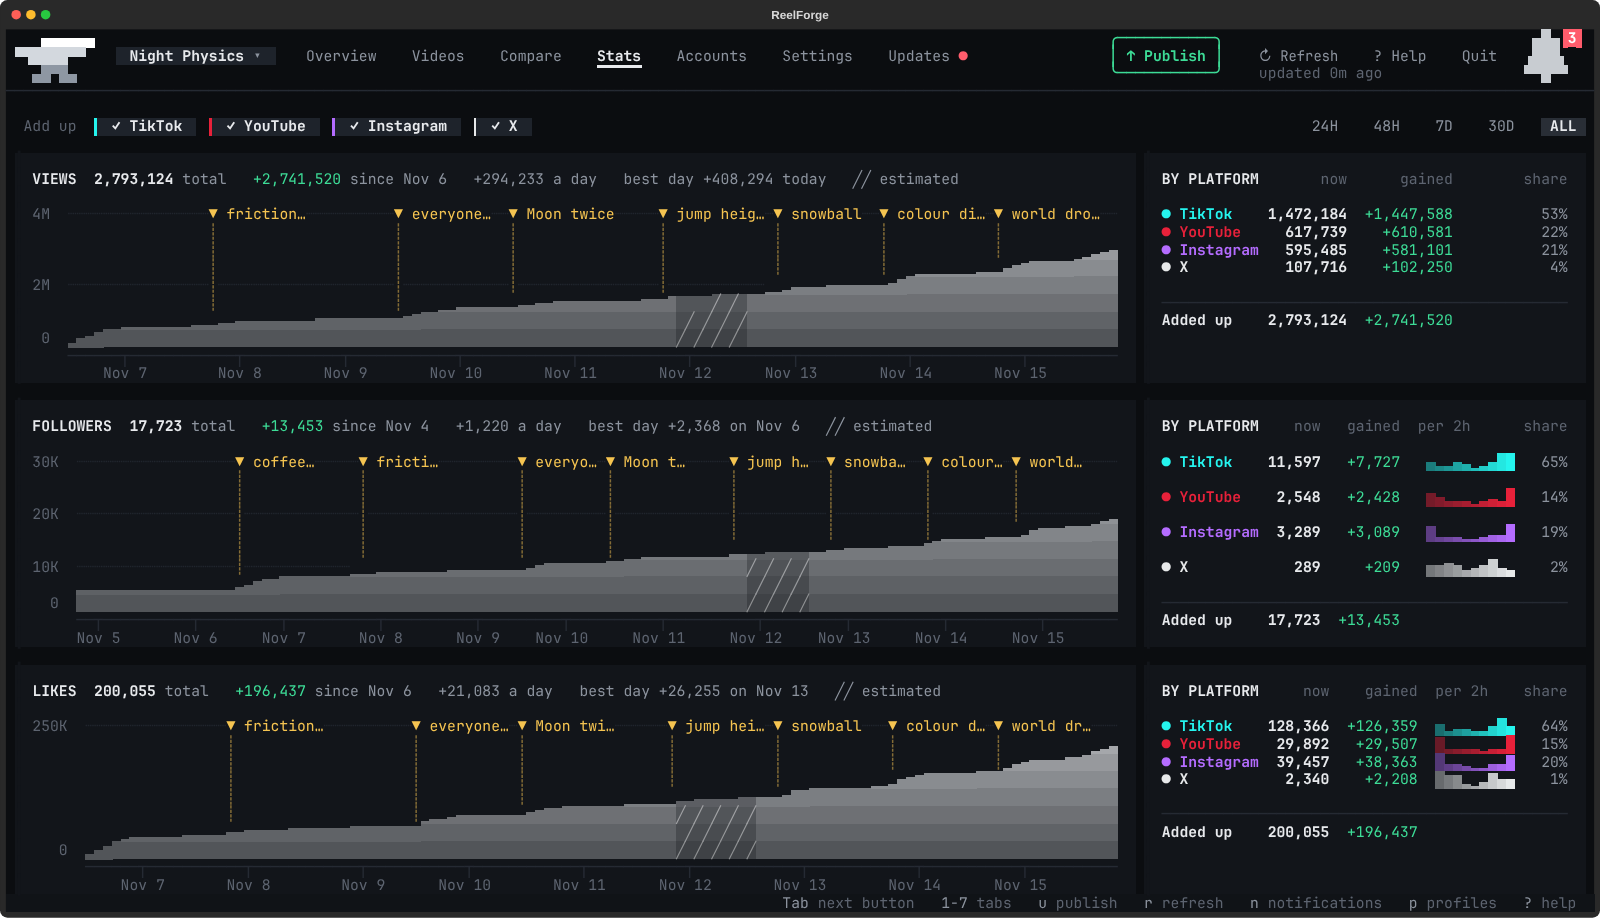 ReelForge
Night Physics ▾ Overview Videos Compare Stats Accounts Settings Updates ● ↑ Publish ↻ Refresh ? Help Quit 3
updated 0m ago
Add up ✓ TikTok ✓ YouTube ✓ Instagram ✓ X 24H 48H 7D 30D ALL
VIEWS 2,793,124 total +2,741,520 since Nov 6 +294,233 a day best day +408,294 today // estimated
4M ▼ friction… ▼ everyone… ▼ Moon twice ▼ jump heig… ▼ snowball ▼ colour di… ▼ world dro…
2M
0
Nov 7 Nov 8 Nov 9 Nov 10 Nov 11 Nov 12 Nov 13 Nov 14 Nov 15
BY PLATFORM now gained share
● TikTok 1,472,184 +1,447,588 53%
● YouTube 617,739 +610,581 22%
● Instagram 595,485 +581,101 21%
● X 107,716 +102,250 4%
Added up 2,793,124 +2,741,520
FOLLOWERS 17,723 total +13,453 since Nov 4 +1,220 a day best day +2,368 on Nov 6 // estimated
30K ▼ coffee… ▼ fricti… ▼ everyo… ▼ Moon t… ▼ jump h… ▼ snowba… ▼ colour… ▼ world…
20K
10K
0
Nov 5 Nov 6 Nov 7 Nov 8 Nov 9 Nov 10 Nov 11 Nov 12 Nov 13 Nov 14 Nov 15
BY PLATFORM now gained per 2h share
● TikTok 11,597 +7,727 65%
● YouTube 2,548 +2,428 14%
● Instagram 3,289 +3,089 19%
● X 289 +209 2%
Added up 17,723 +13,453
LIKES 200,055 total +196,437 since Nov 6 +21,083 a day best day +26,255 on Nov 13 // estimated
250K ▼ friction… ▼ everyone… ▼ Moon twi… ▼ jump hei… ▼ snowball ▼ colour d… ▼ world dr…
0
Nov 7 Nov 8 Nov 9 Nov 10 Nov 11 Nov 12 Nov 13 Nov 14 Nov 15
BY PLATFORM now gained per 2h share
● TikTok 128,366 +126,359 64%
● YouTube 29,892 +29,507 15%
● Instagram 39,457 +38,363 20%
● X 2,340 +2,208 1%
Added up 200,055 +196,437
Tab next button 1-7 tabs u publish r refresh n notifications p profiles ? help